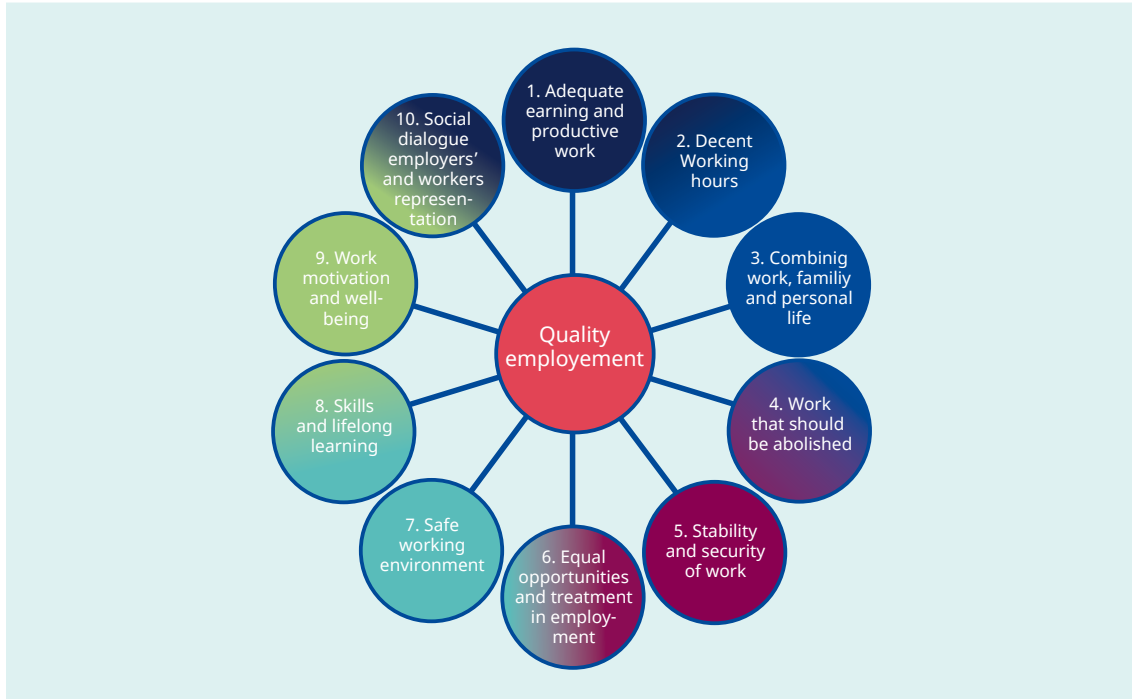 1. Adequate
earning and
productive
work
2. Decent
Working
hours
3. Combinig
work, familiy
and personal
life
4. Work
that should
be abolished
5. Stability
and security
of work
6. Equal
opportunities
and treatment
in employ-
ment
7. Safe
working
environment
8. Skills
and lifelong
learning
9. Work
motivation
and well-
being
10. Social
dialogue
employers’
and workers
represen-
tation
Quality
employement